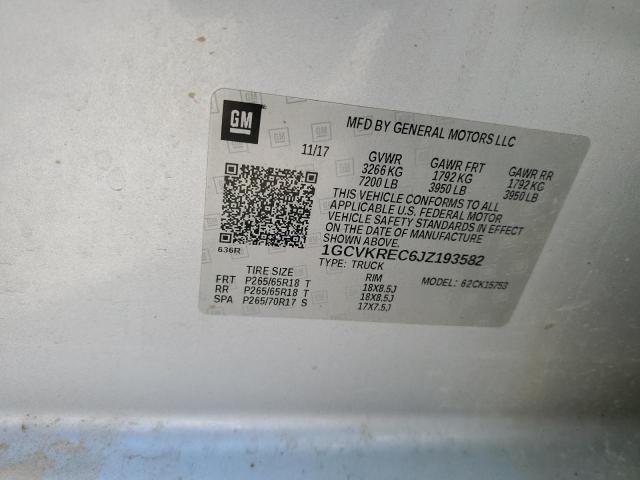 GM
MFD BY GENERAL MOTORS LLC
11/17 GVWR GAWR FRT GAWR RR
3266 KG 1792 KG 1792 KG
7200 LB 3950 LB 3950 LB
THIS VEHICLE CONFORMS TO ALL
APPLICABLE U.S. FEDERAL MOTOR
VEHICLE SAFETY STANDARDS IN EFFECT
ON THE DATE OF MANUFACTURE
SHOWN ABOVE.
636R 1GCVKREC6JZ193582
TYPE: TRUCK
TIRE SIZE RIM MODEL: 62CK15753
FRT P265/65R18 T 18X8.5J
RR P265/65R18 T 18X8.5J
SPA P265/70R17 S 17X7.5J